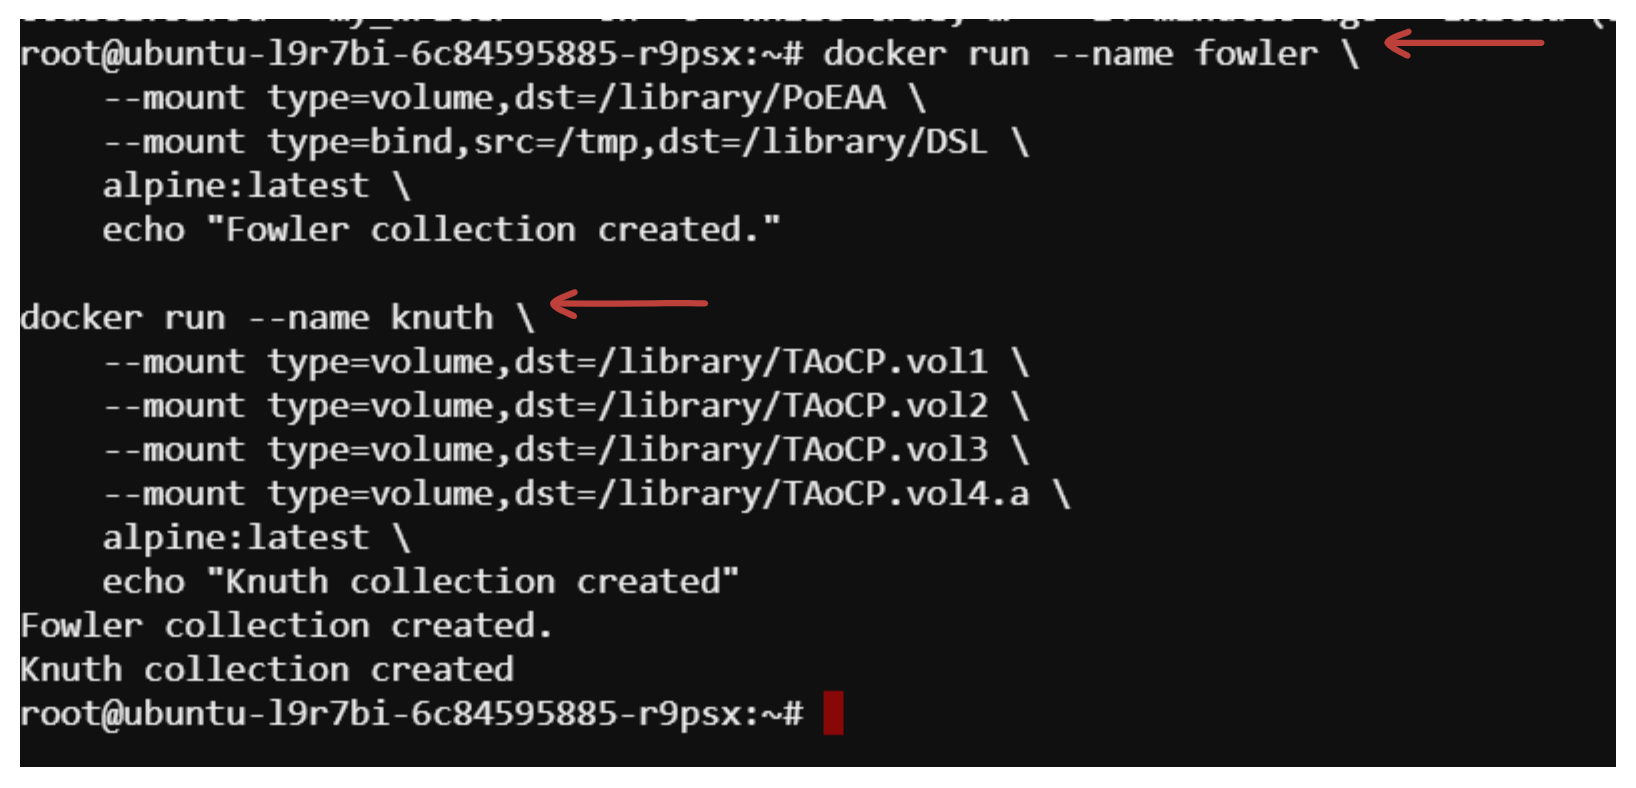 root@ubuntu-l9r7bi-6c84595885-r9psx:~# docker run --name fowler \
    --mount type=volume,dst=/library/PoEAA \
    --mount type=bind,src=/tmp,dst=/library/DSL \
    alpine:latest \
    echo "Fowler collection created."

docker run --name knuth \
    --mount type=volume,dst=/library/TAoCP.vol1 \
    --mount type=volume,dst=/library/TAoCP.vol2 \
    --mount type=volume,dst=/library/TAoCP.vol3 \
    --mount type=volume,dst=/library/TAoCP.vol4.a \
    alpine:latest \
    echo "Knuth collection created"
Fowler collection created.
Knuth collection created
root@ubuntu-l9r7bi-6c84595885-r9psx:~#